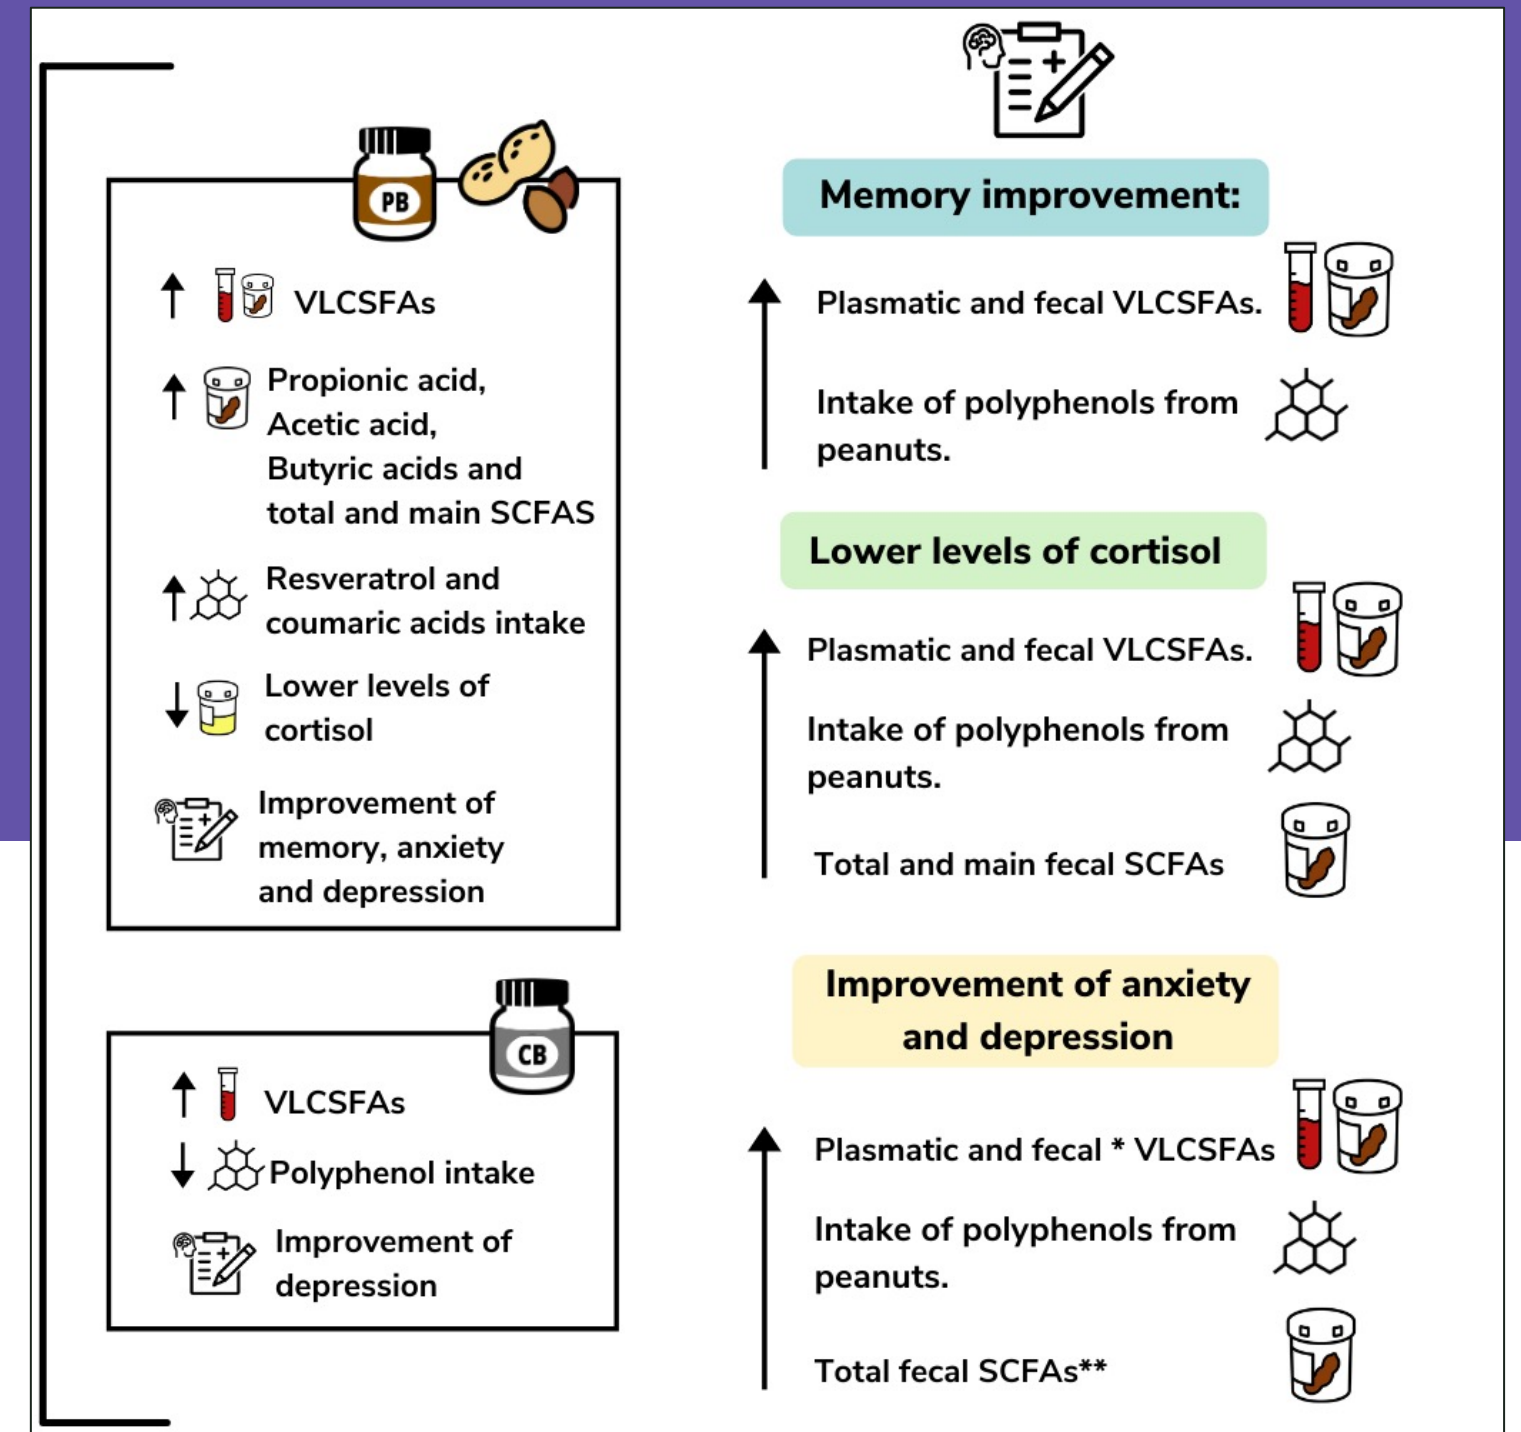 PB
VLCSFAs
Propionic acid,
Acetic acid,
Butyric acids and
total and main SCFAS
Resveratrol and
coumaric acids intake
Lower levels of
cortisol
Improvement of
memory, anxiety
and depression
CB
VLCSFAs
Polyphenol intake
Improvement of
depression
Memory improvement:
Plasmatic and fecal VLCSFAs.
Intake of polyphenols from
peanuts.
Lower levels of cortisol
Plasmatic and fecal VLCSFAs.
Intake of polyphenols from
peanuts.
Total and main fecal SCFAs
Improvement of anxiety
and depression
Plasmatic and fecal * VLCSFAs
Intake of polyphenols from
peanuts.
Total fecal SCFAs**